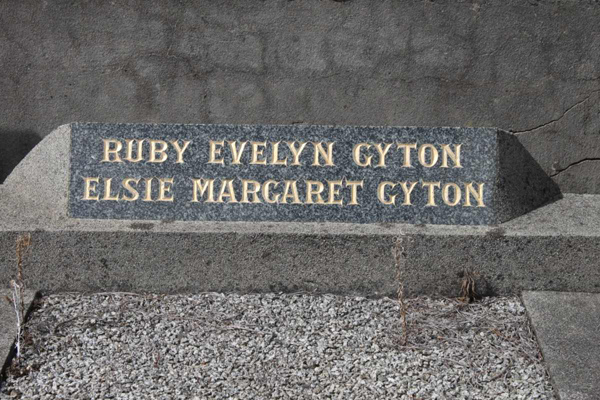 RUBY EVELYN GYTON
ELSIE MARGARET GYTON